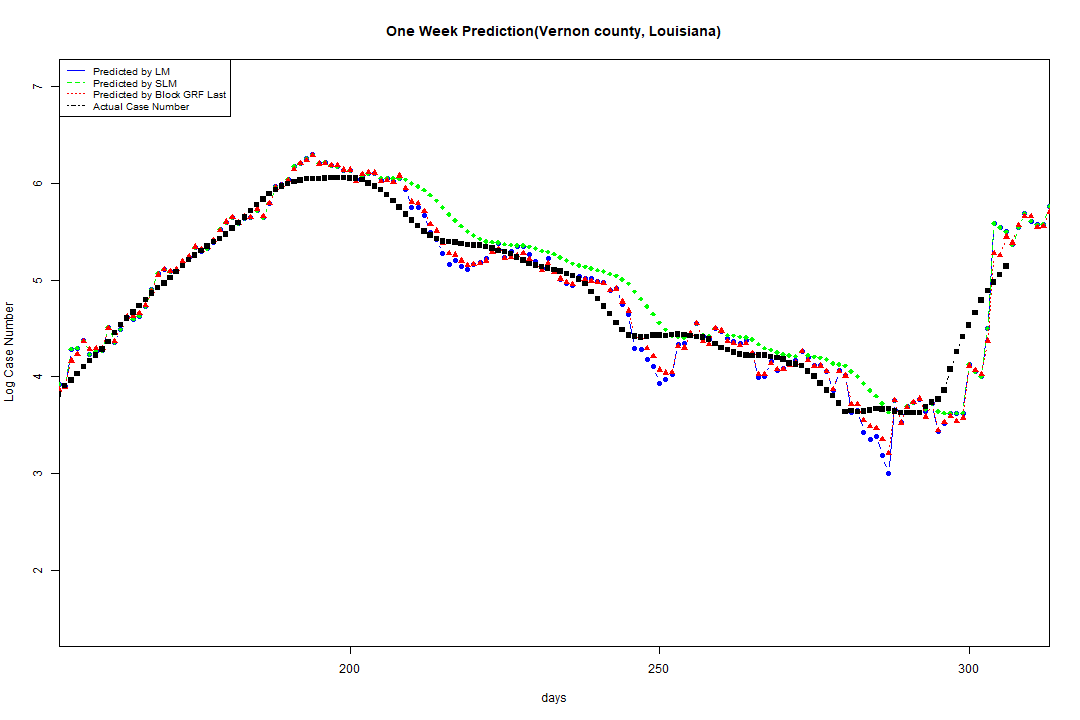 One Week Prediction(Vernon county, Louisiana)
Predicted by LM
Predicted by SLM
Predicted by Block GRF Last
Actual Case Number
7
6
5
4
3
2
Log Case Number
200
250
300
days